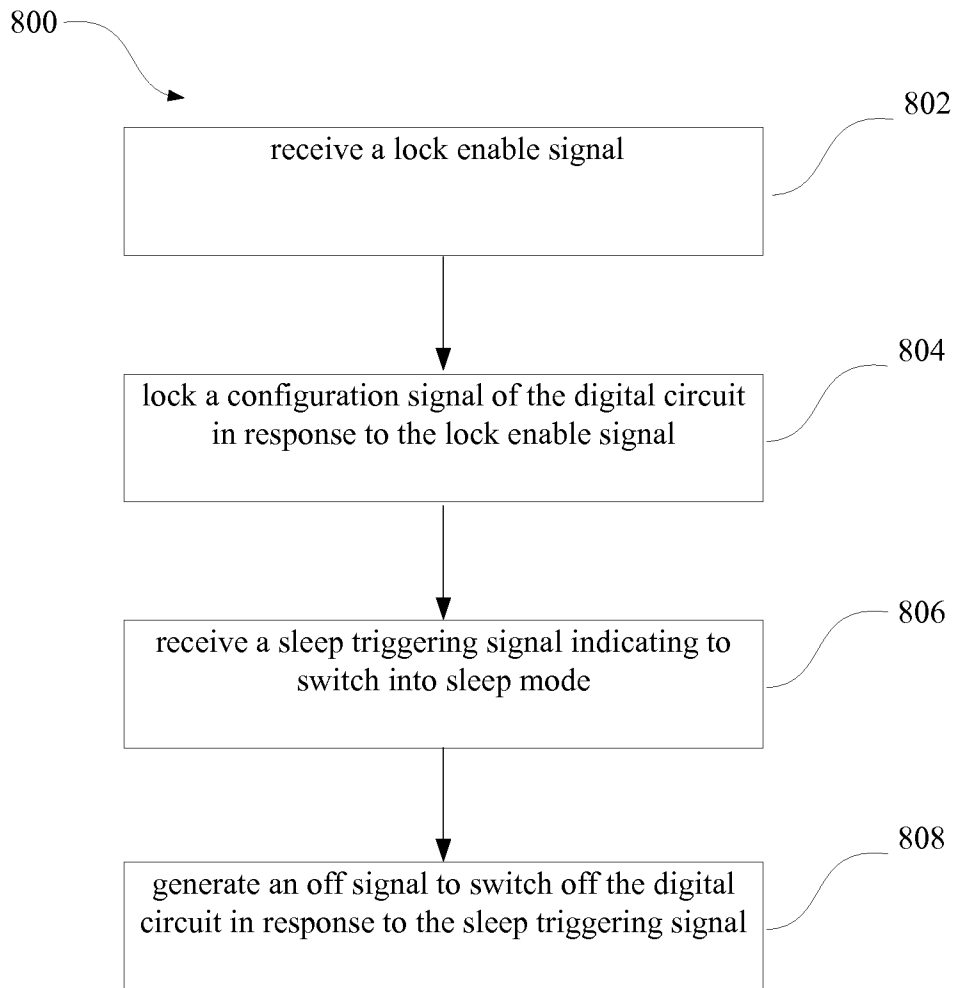 800
802
receive a lock enable signal
804
lock a configuration signal of the digital circuit
in response to the lock enable signal
806
receive a sleep triggering signal indicating to
switch into sleep mode
808
generate an off signal to switch off the digital
circuit in response to the sleep triggering signal